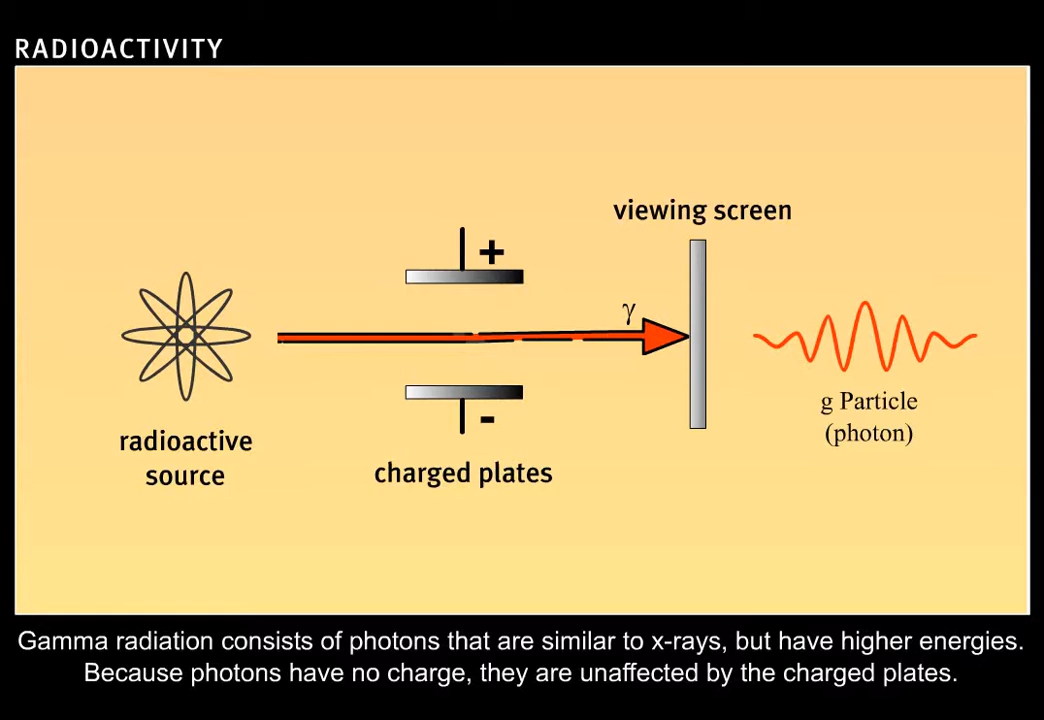 RADIOACTIVITY
viewing screen
+
γ
-
radioactive
source
charged plates
g Particle
(photon)
Gamma radiation consists of photons that are similar to x-rays, but have higher energies.
Because photons have no charge, they are unaffected by the charged plates.